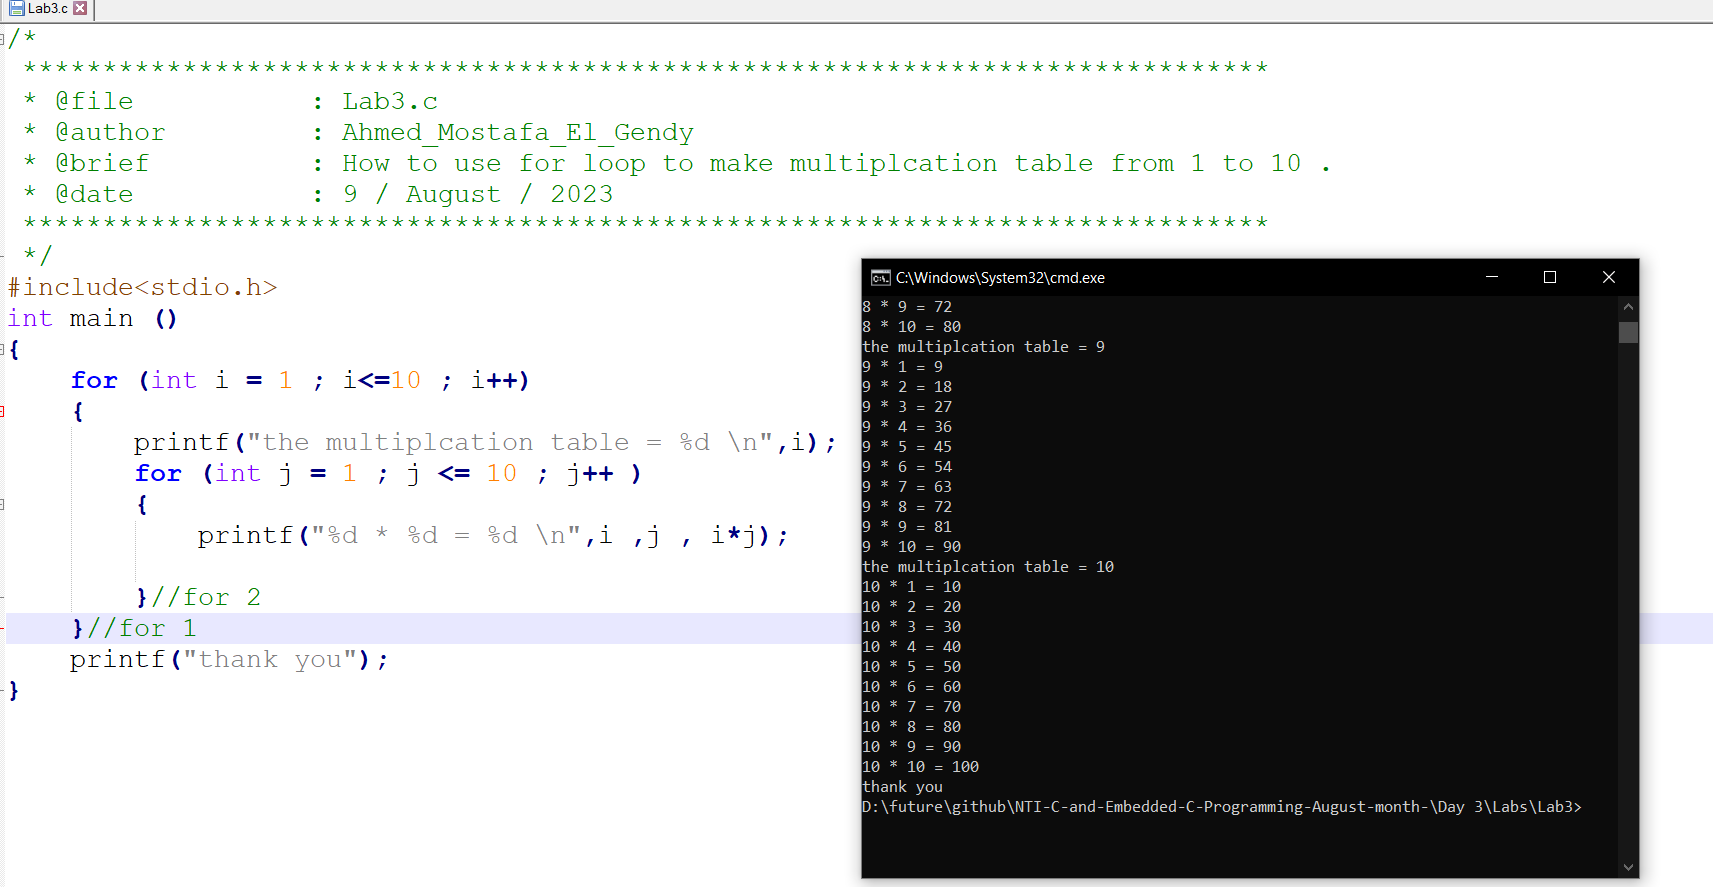 Lab3.c
/*
******************************************************************************
* @file : Lab3.c
* @author : Ahmed_Mostafa_El_Gendy
* @brief : How to use for loop to make multiplcation table from 1 to 10 .
* @date : 9 / August / 2023
******************************************************************************
*/
#include<stdio.h>
int main ()
{
for (int i = 1 ; i<=10 ; i++)
{
printf("the multiplcation table = %d \n",i);
for (int j = 1 ; j <= 10 ; j++ )
{
printf("%d * %d = %d \n",i ,j , i*j);
}//for 2
}//for 1
printf("thank you");
}
C:\Windows\System32\cmd.exe
8 * 9 = 72
8 * 10 = 80
the multiplcation table = 9
9 * 1 = 9
9 * 2 = 18
9 * 3 = 27
9 * 4 = 36
9 * 5 = 45
9 * 6 = 54
9 * 7 = 63
9 * 8 = 72
9 * 9 = 81
9 * 10 = 90
the multiplcation table = 10
10 * 1 = 10
10 * 2 = 20
10 * 3 = 30
10 * 4 = 40
10 * 5 = 50
10 * 6 = 60
10 * 7 = 70
10 * 8 = 80
10 * 9 = 90
10 * 10 = 100
thank you
D:\future\github\NTI-C-and-Embedded-C-Programming-August-month-\Day 3\Labs\Lab3>